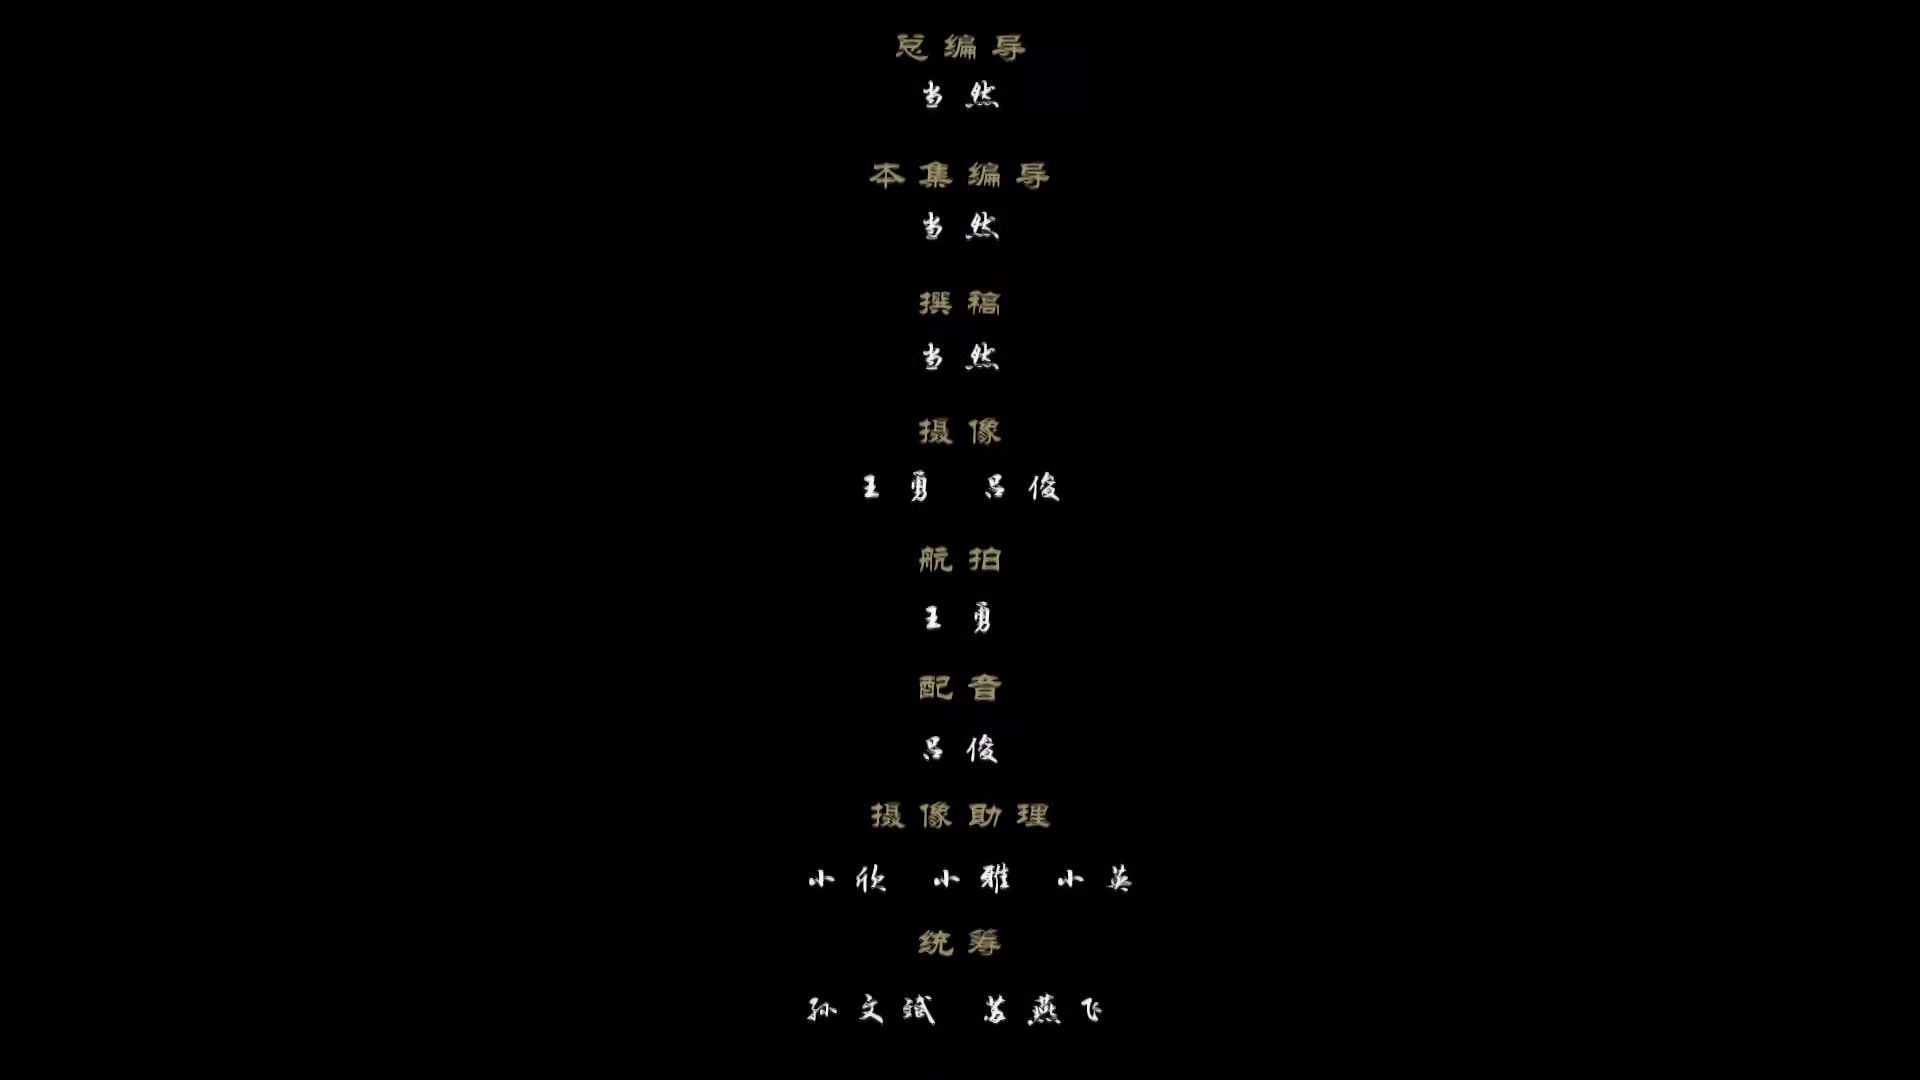 总编导
当然
本集编导
当然
撰稿
当然
摄像
王勇 吕俊
航拍
王勇
配音
吕俊
摄像助理
小欣 小雅 小英
统筹
孙文斌 苏燕飞